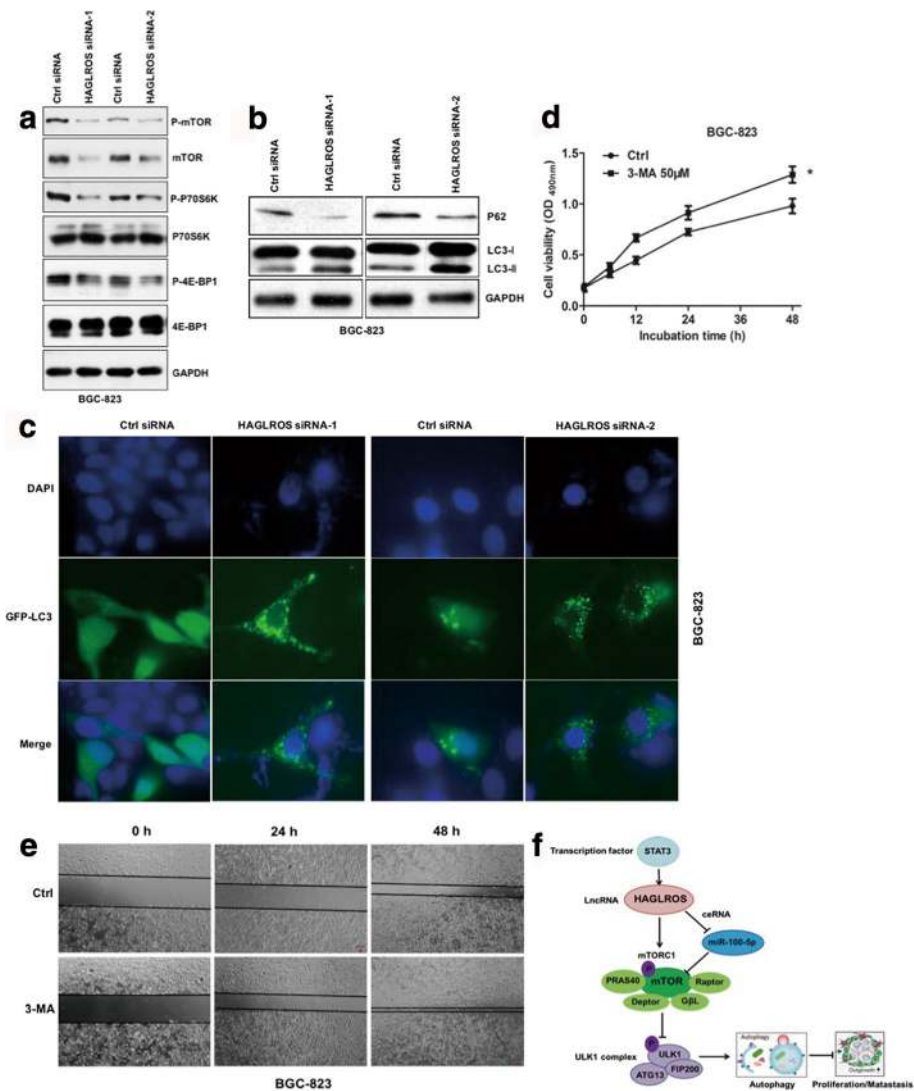 a
Ctrl siRNA
HAGLROS siRNA-1
Ctrl siRNA
HAGLROS siRNA-2
P-mTOR
mTOR
P-P70S6K
P70S6K
P-4E-BP1
4E-BP1
GAPDH
BGC-823
b
Ctrl siRNA
HAGLROS siRNA-1
Ctrl siRNA
HAGLROS siRNA-2
P62
LC3-I
LC3-II
GAPDH
BGC-823
d
BGC-823
Ctrl
3-MA 50μM
*
Cell viability (OD 490nm)
1.5
1.0
0.5
0.0
0 12 24 36 48
Incubation time (h)
c
Ctrl siRNA HAGLROS siRNA-1 Ctrl siRNA HAGLROS siRNA-2
DAPI
GFP-LC3
Merge
BGC-823
e
0 h 24 h 48 h
Ctrl
3-MA
BGC-823
f
Transcription factor STAT3
LncRNA HAGLROS
ceRNA
miR-100-5p
mTORC1
P
PRAS40 mTOR Raptor
Deptor GβL
P
ULK1 complex ULK1
ATG13 FIP200
Autophagy
Outgrowth
Autophagy Proliferation/Metastasis